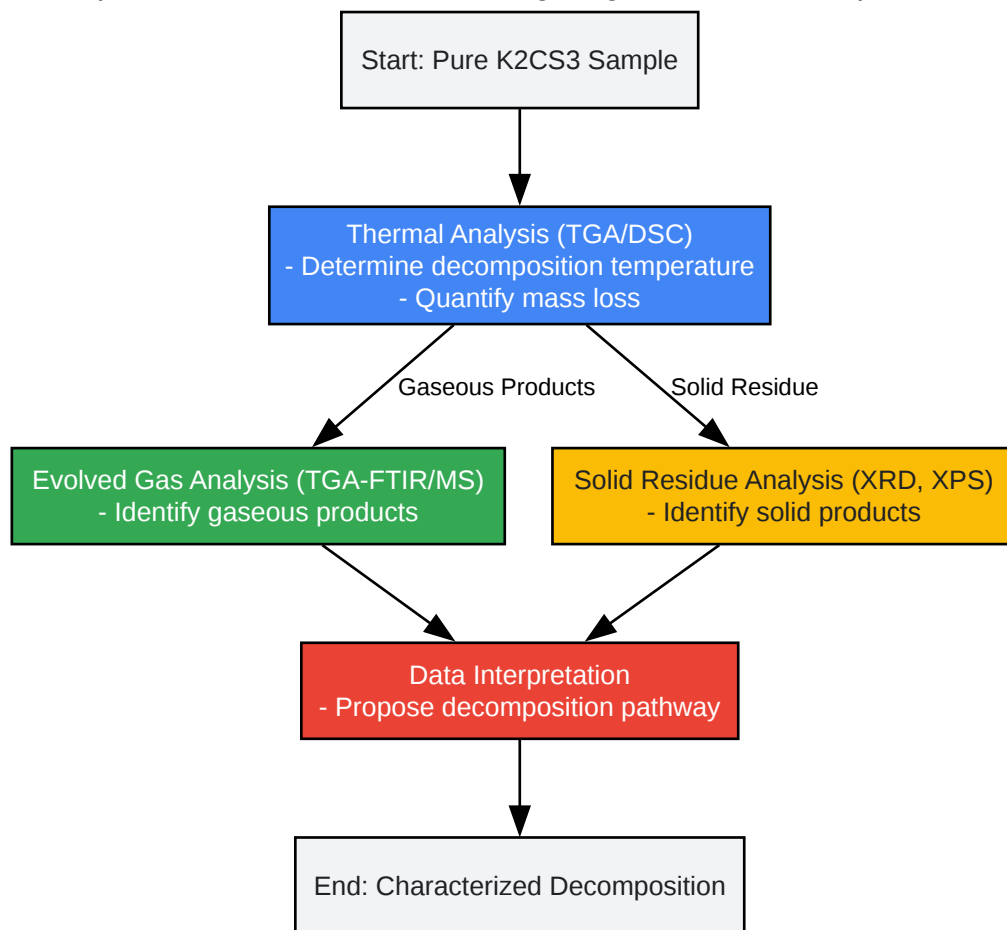 Start: Pure K2CS3 Sample
Thermal Analysis (TGA/DSC)
- Determine decomposition temperature
- Quantify mass loss
Gaseous Products
Solid Residue
Evolved Gas Analysis (TGA-FTIR/MS)
- Identify gaseous products
Solid Residue Analysis (XRD, XPS)
- Identify solid products
Data Interpretation
- Propose decomposition pathway
End: Characterized Decomposition